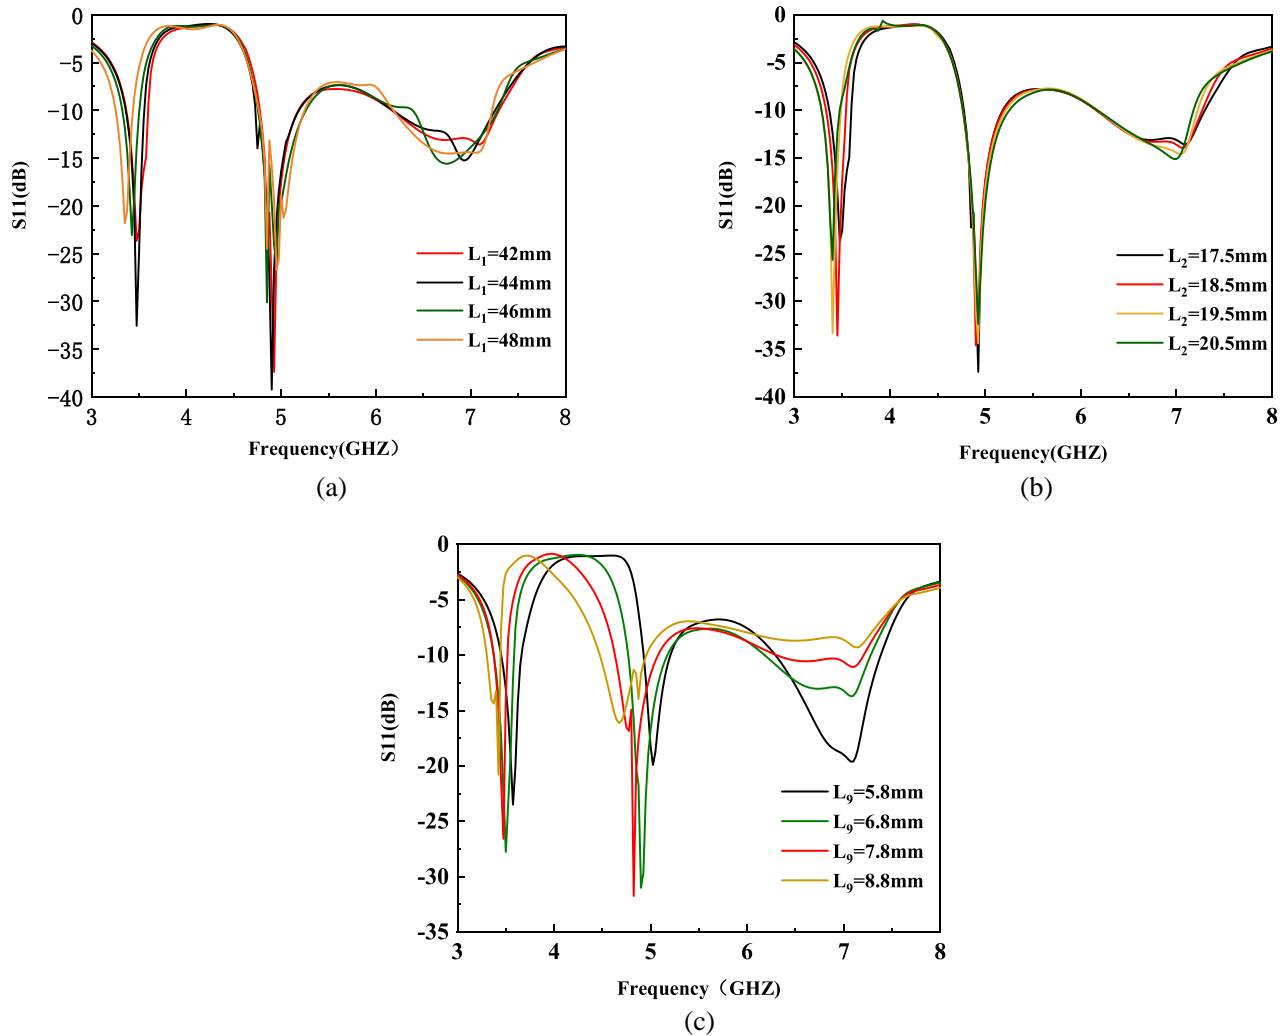 0
−5
−10
−15
−20
−25
−30
−35
−40
S11(dB)
3 4 5 6 7 8
Frequency(GHZ）
L1=42mm
L1=44mm
L1=46mm
L1=48mm
(a)
0
-5
-10
-15
-20
-25
-30
-35
-40
S11(dB)
3 4 5 6 7 8
Frequency(GHZ)
L2=17.5mm
L2=18.5mm
L2=19.5mm
L2=20.5mm
(b)
0
-5
-10
-15
-20
-25
-30
-35
S11(dB)
3 4 5 6 7 8
Frequency（GHZ)
L9=5.8mm
L9=6.8mm
L9=7.8mm
L9=8.8mm
(c)